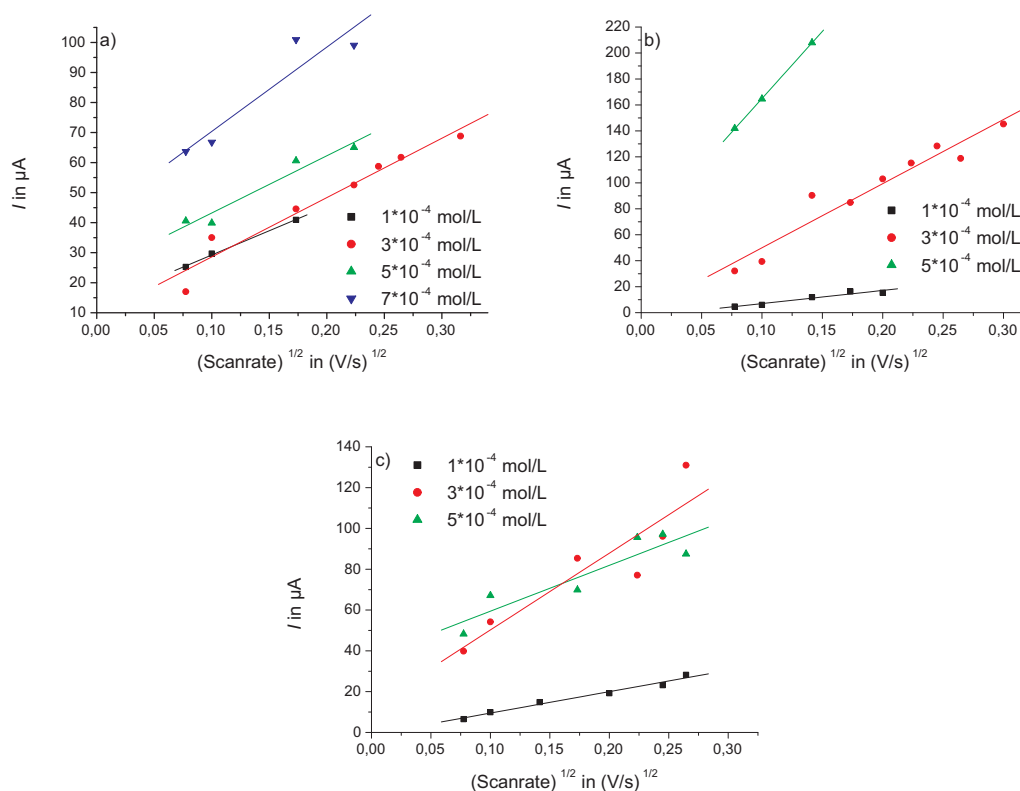 a)
100
90
80
70
60
50
40
30
20
10
I in µA
0,00 0,05 0,10 0,15 0,20 0,25 0,30
(Scanrate) 1/2 in (V/s) 1/2
1*10-4 mol/L
3*10-4 mol/L
5*10-4 mol/L
7*10-4 mol/L
b)
220
200
180
160
140
120
100
80
60
40
20
0
I in µA
0,00 0,05 0,10 0,15 0,20 0,25 0,30
(Scanrate) 1/2 in (V/s) 1/2
1*10-4 mol/L
3*10-4 mol/L
5*10-4 mol/L
c)
140
120
100
80
60
40
20
0
I in µA
0,00 0,05 0,10 0,15 0,20 0,25 0,30
(Scanrate) 1/2 in (V/s) 1/2
1*10-4 mol/L
3*10-4 mol/L
5*10-4 mol/L